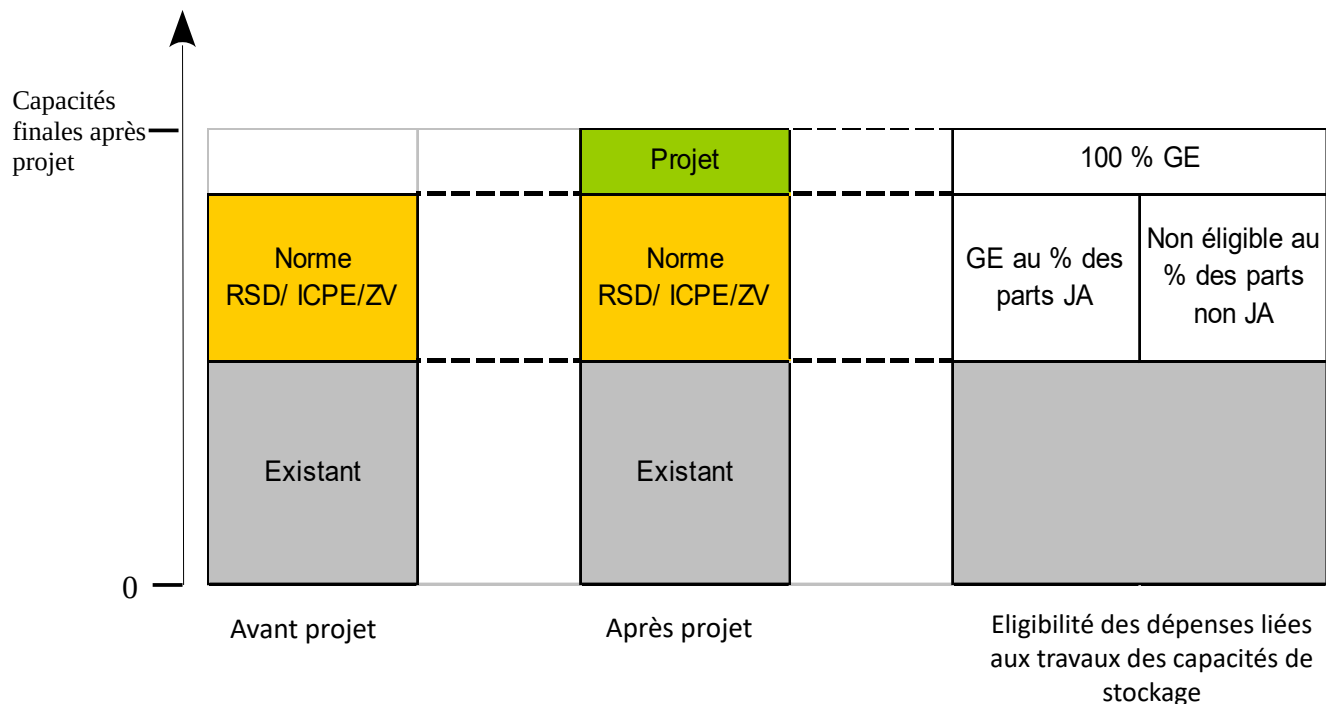 Capacités
finales après
projet
Projet
100 % GE
Norme
RSD/ ICPE/ZV
Norme
RSD/ ICPE/ZV
GE au % des
parts JA
Non éligible au
% des parts
non JA
Existant
Existant
0
Avant projet
Après projet
Eligibilité des dépenses liées
aux travaux des capacités de
stockage